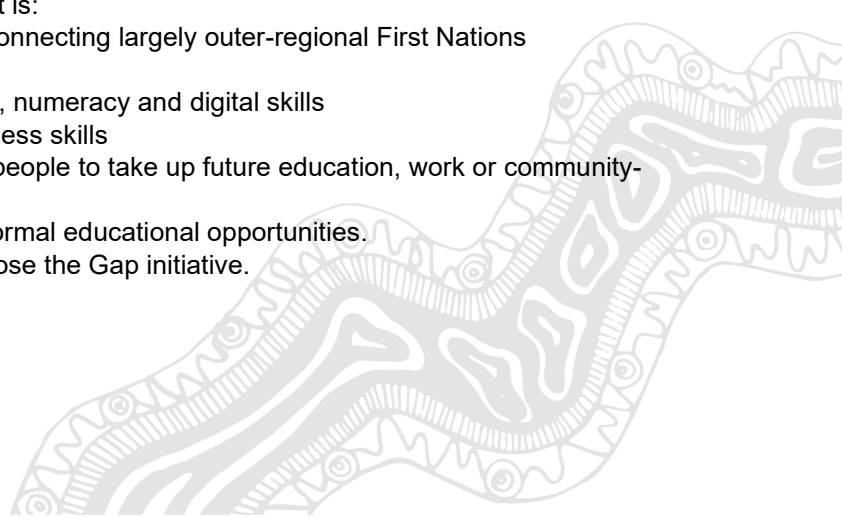 t is:
onnecting largely outer-regional First Nations
, numeracy and digital skills
ess skills
people to take up future education, work or community-
ormal educational opportunities.
ose the Gap initiative.